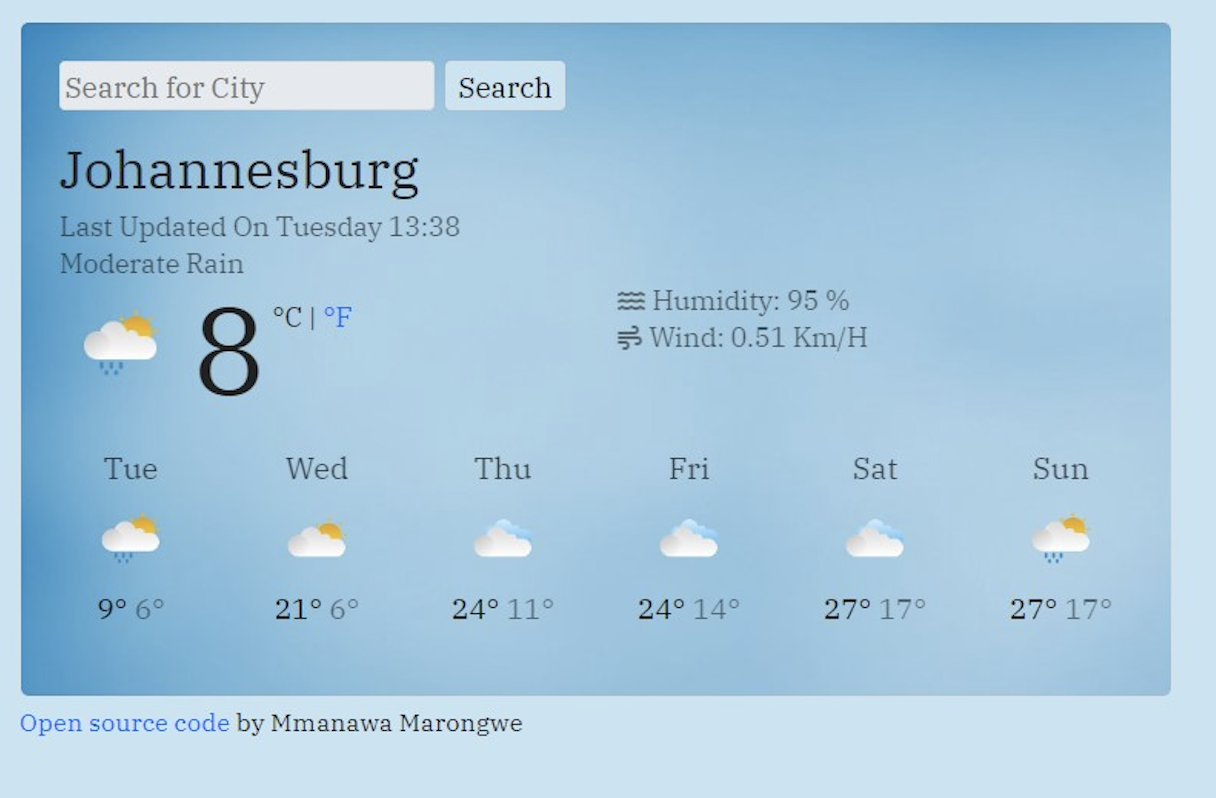 Search for City Search
Johannesburg
Last Updated On Tuesday 13:38
Moderate Rain
8 °C | °F
Humidity: 95 %
Wind: 0.51 Km/H
Tue Wed Thu Fri Sat Sun
9° 6° 21° 6° 24° 11° 24° 14° 27° 17° 27° 17°
Open source code by Mmanawa Marongwe